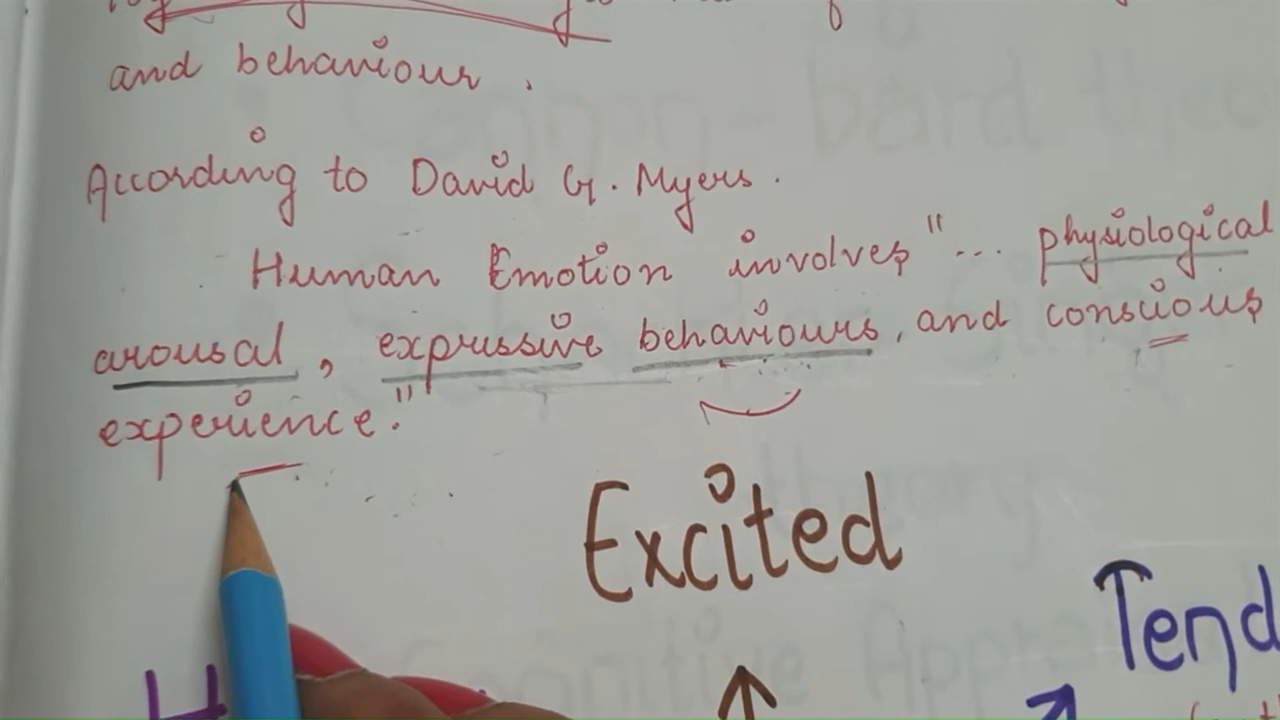 and behaviour .
According to David G. Myers.
Human Emotion involves "... physiological
arousal, expressive behaviours, and conscious
experience."
Excited
Tend
H